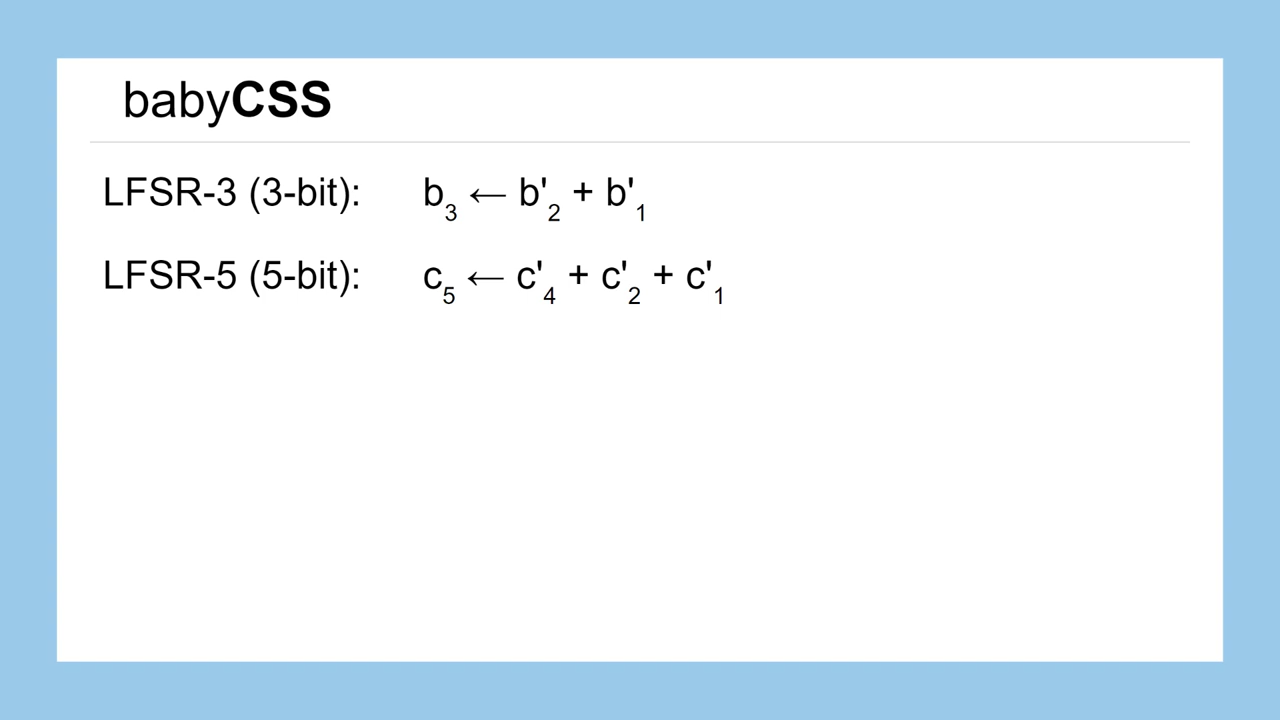 babyCSS
LFSR-3 (3-bit): b₃ ← b'₂ + b'₁
LFSR-5 (5-bit): c₅ ← c'₄ + c'₂ + c'₁